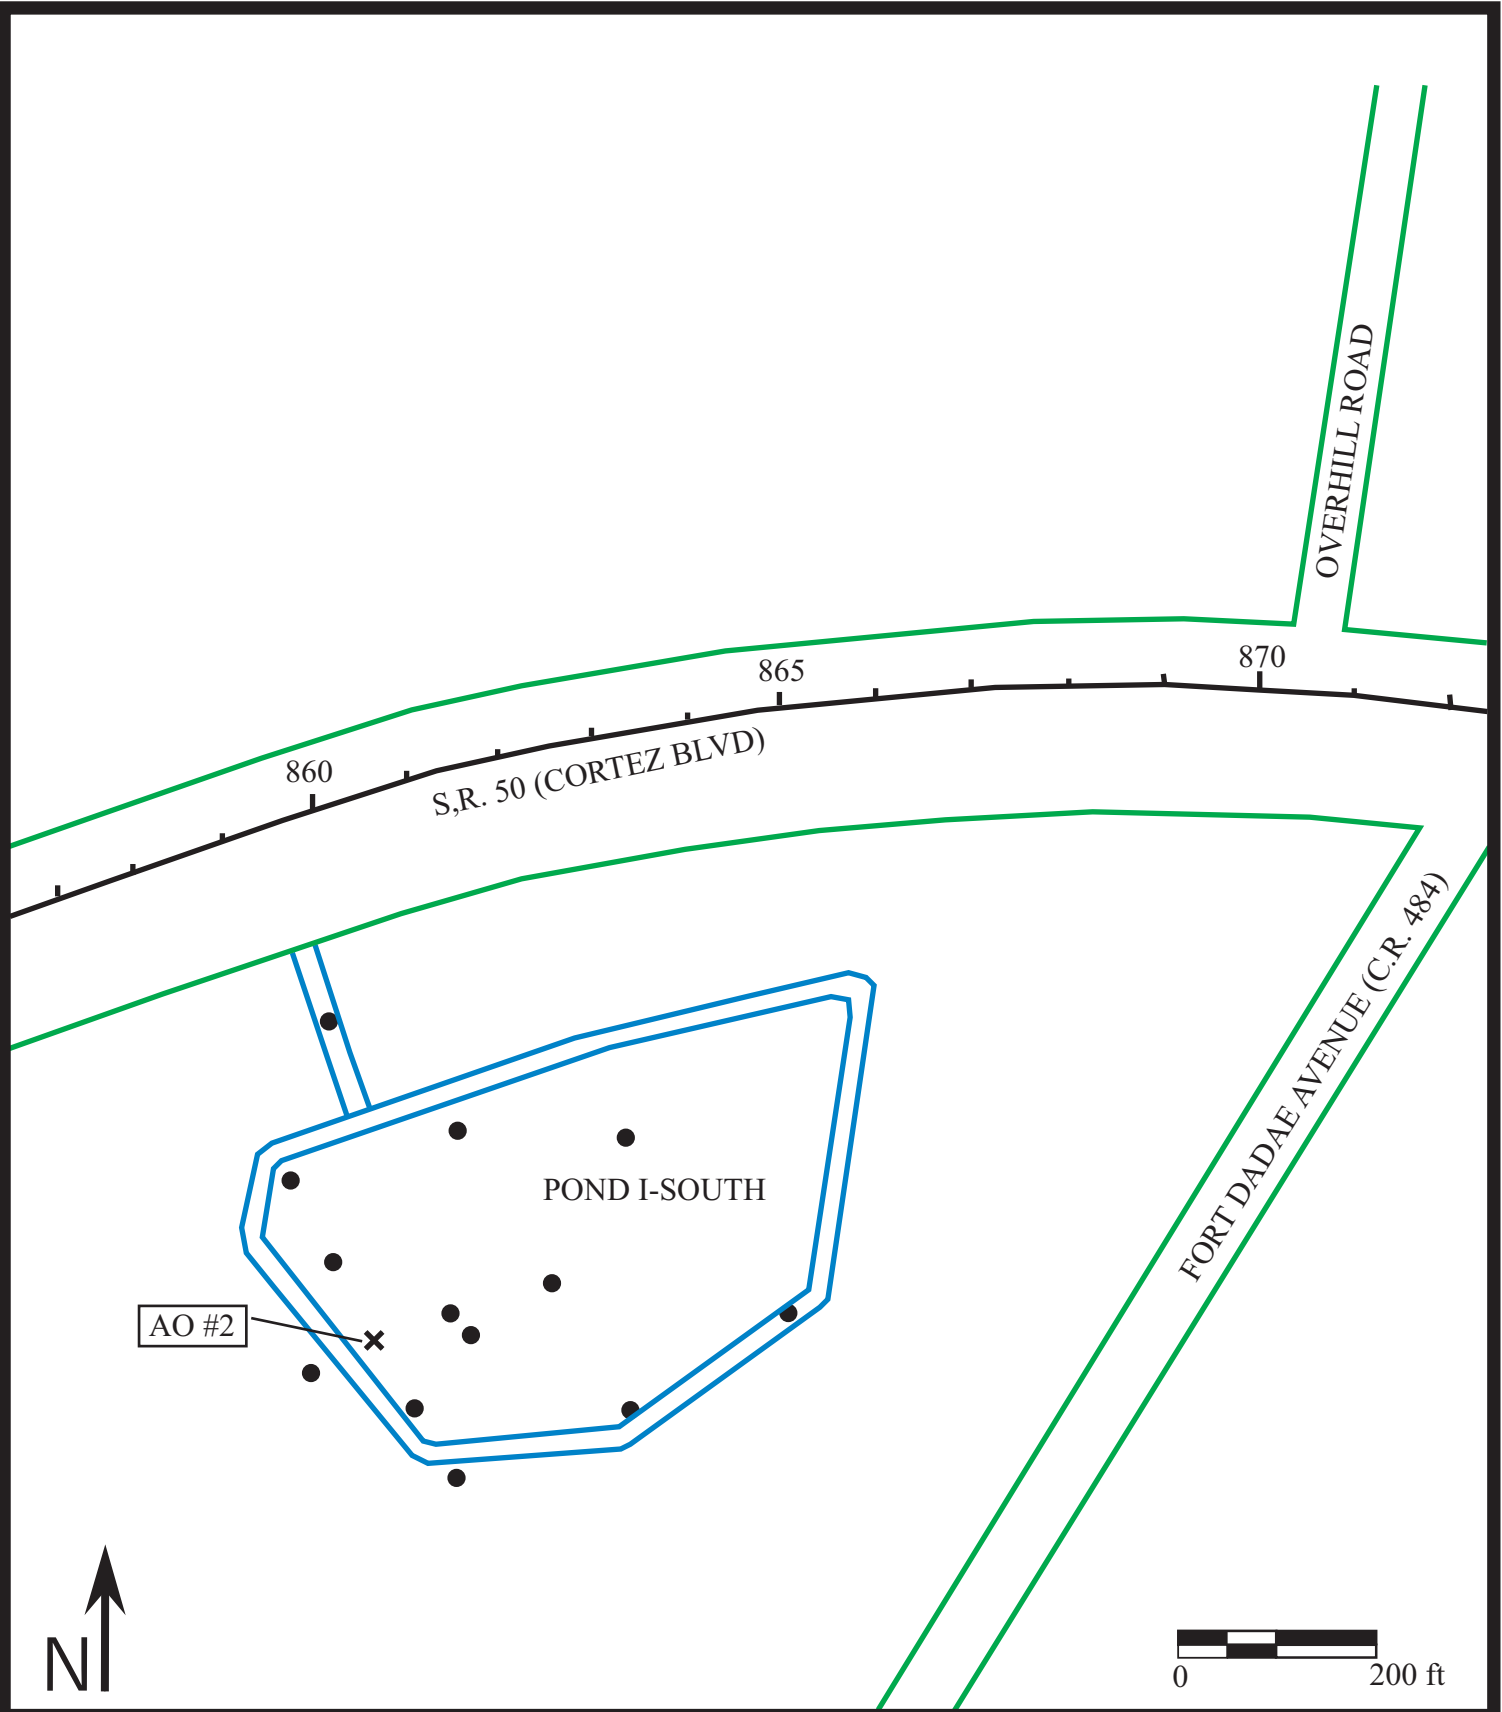 OVERHILL ROAD
870
865
860
S,R. 50 (CORTEZ BLVD)
FORT DADAE AVENUE (C.R. 484)
POND I-SOUTH
AO #2
N
0
200 ft